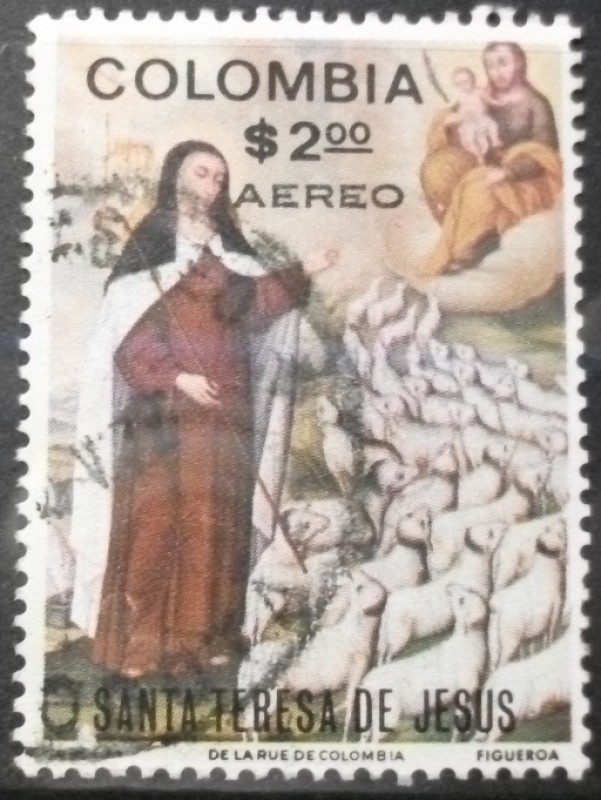 COLOMBIA
$2.00
AEREO
SANTA TERESA DE JESUS
DE LA RUE DE COLOMBIA FIGUEROA